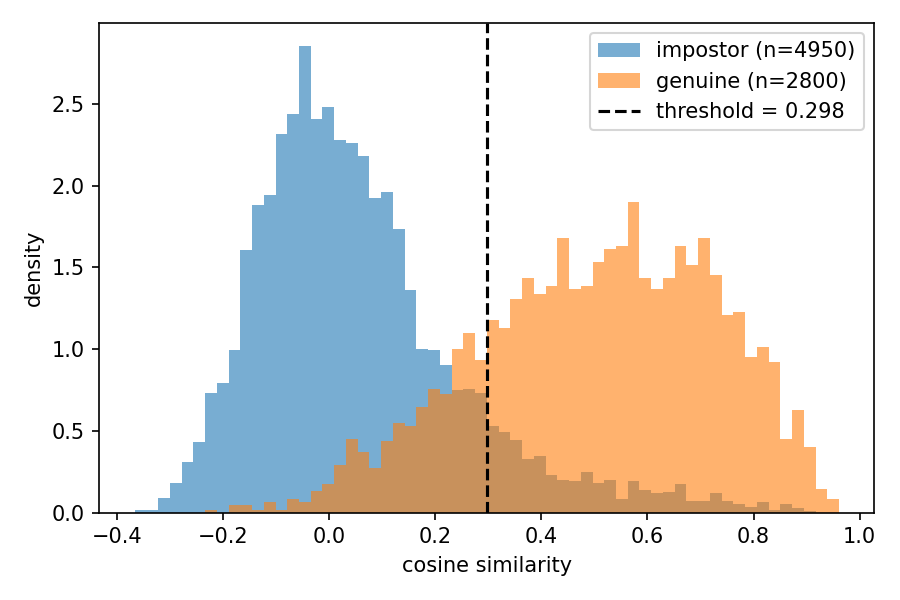 impostor (n=4950)
genuine (n=2800)
threshold = 0.298
density
2.5
2.0
1.5
1.0
0.5
0.0
−0.4 −0.2 0.0 0.2 0.4 0.6 0.8 1.0
cosine similarity